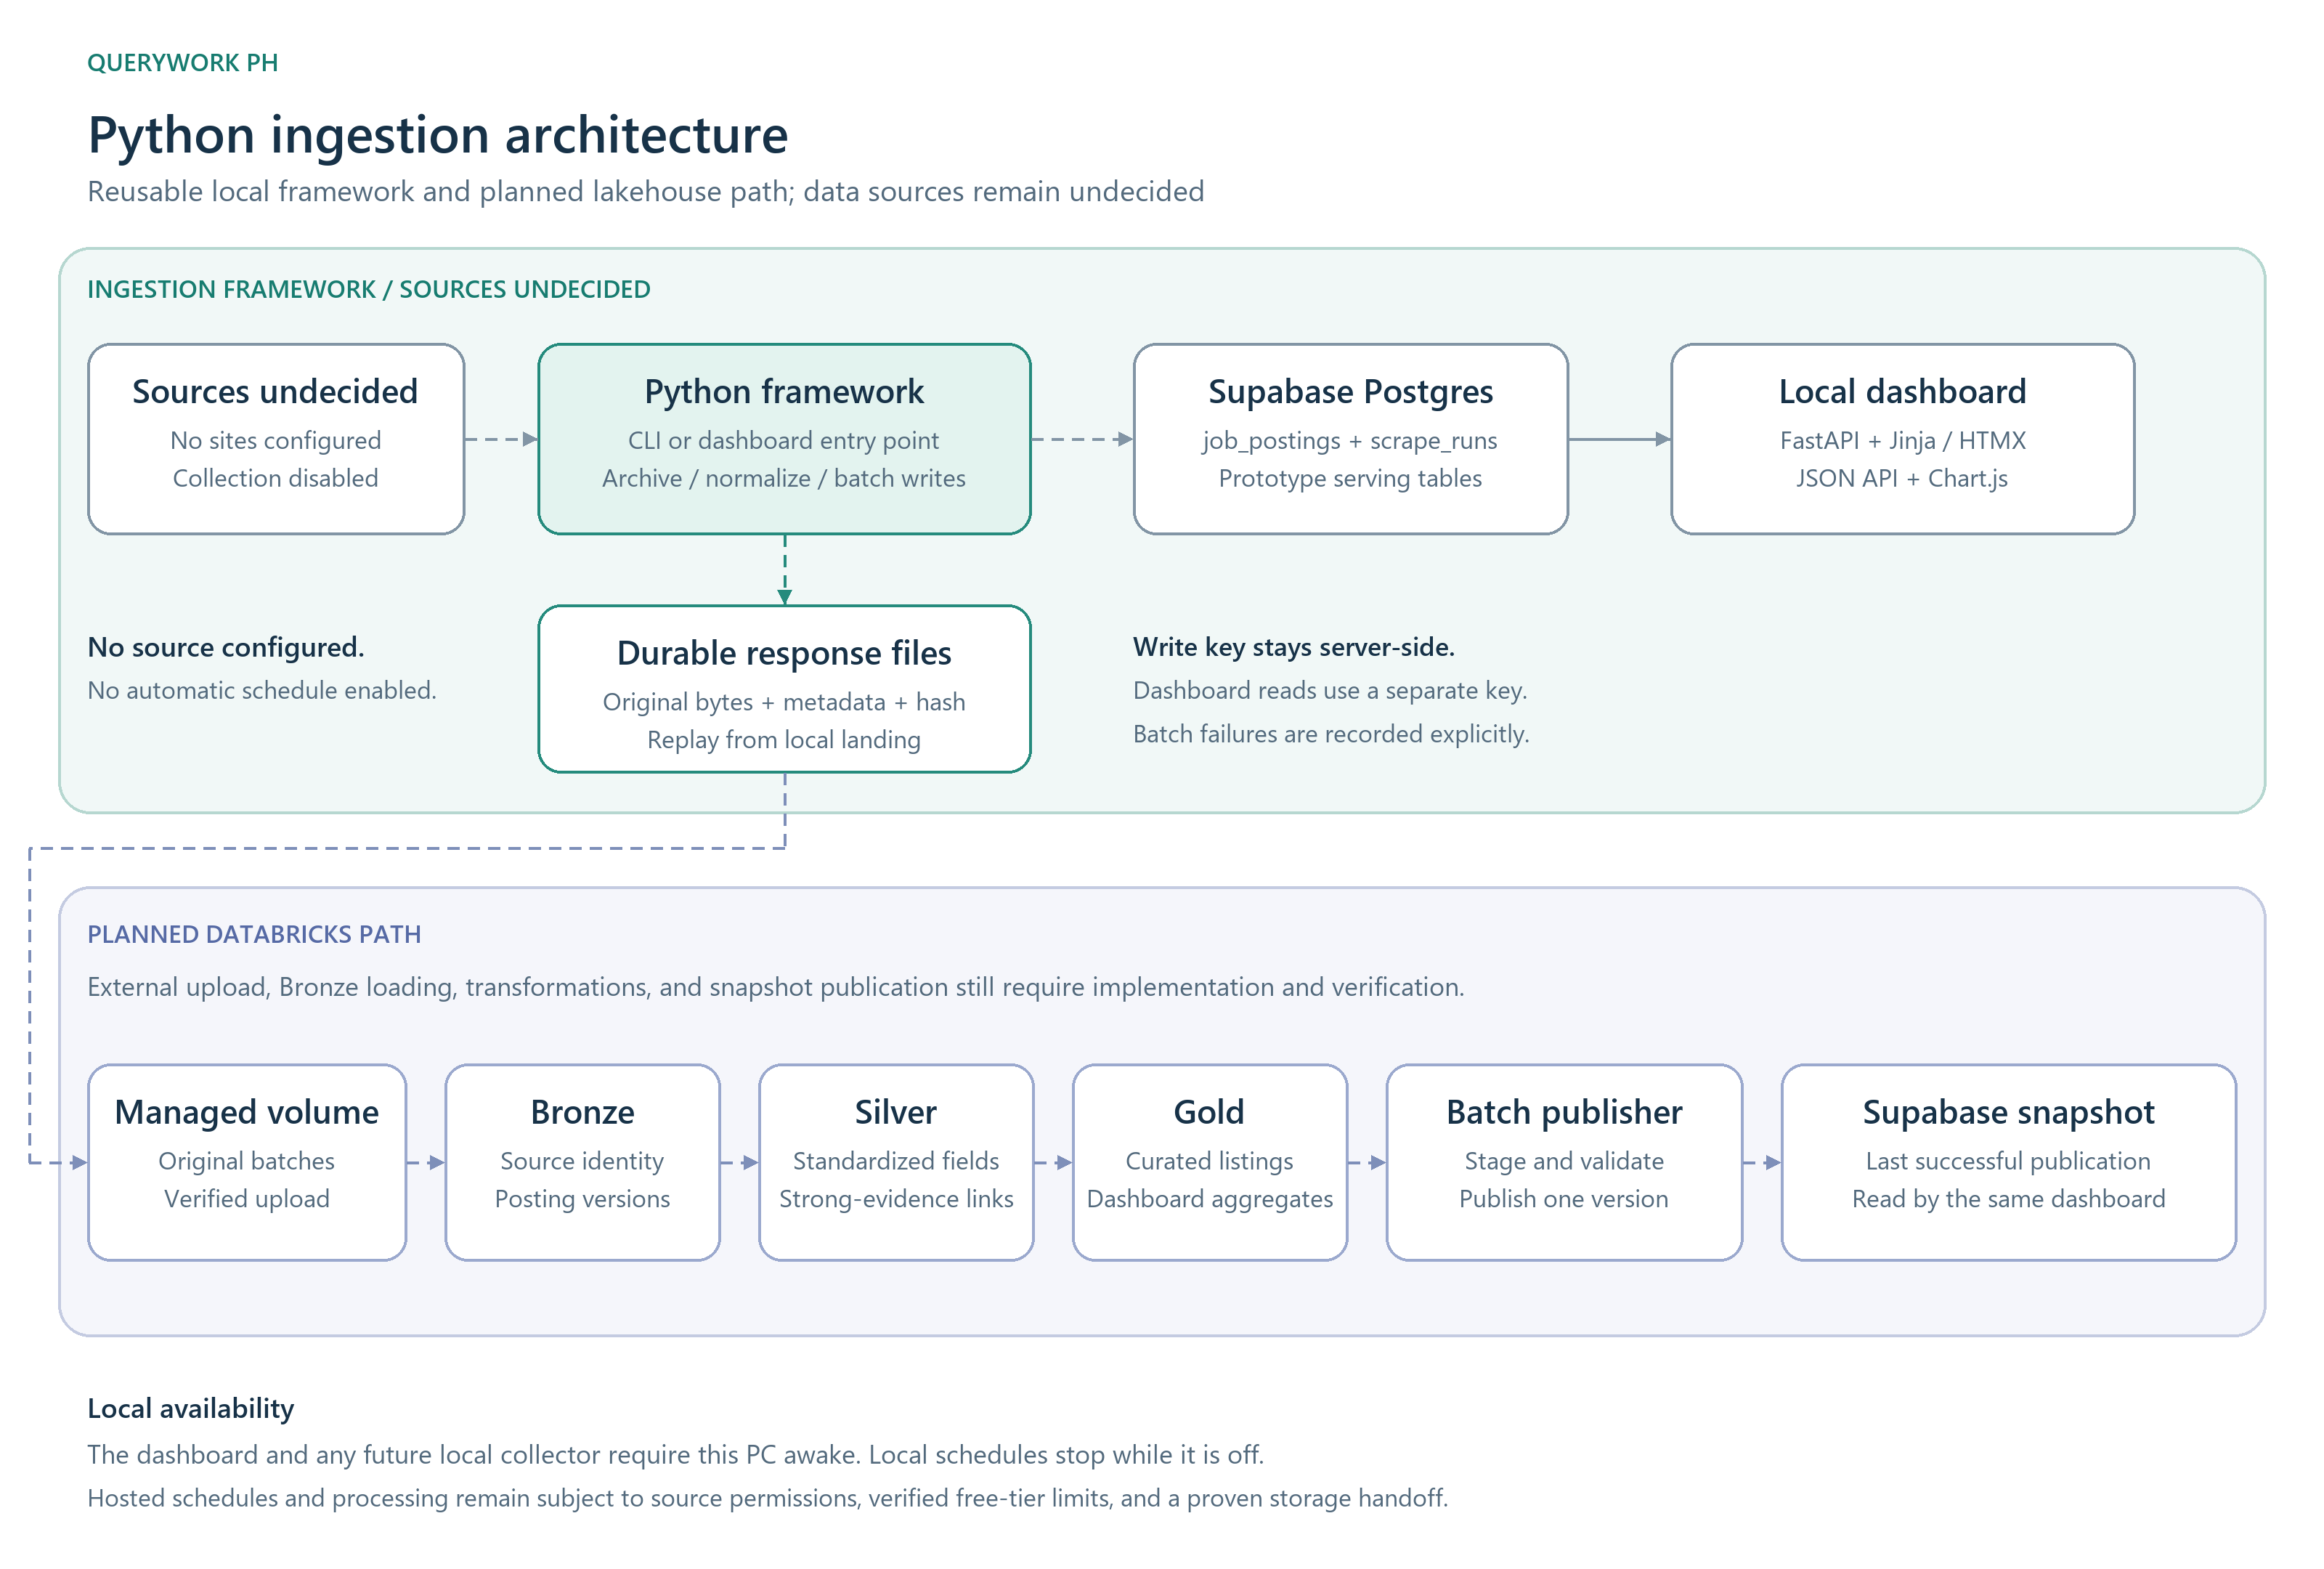 QUERYWORK PH
Python ingestion architecture
Reusable local framework and planned lakehouse path; data sources remain undecided
INGESTION FRAMEWORK / SOURCES UNDECIDED
Sources undecided
No sites configured
Collection disabled
Python framework
CLI or dashboard entry point
Archive / normalize / batch writes
Supabase Postgres
job_postings + scrape_runs
Prototype serving tables
Local dashboard
FastAPI + Jinja / HTMX
JSON API + Chart.js
No source configured.
No automatic schedule enabled.
Durable response files
Original bytes + metadata + hash
Replay from local landing
Write key stays server-side.
Dashboard reads use a separate key.
Batch failures are recorded explicitly.
PLANNED DATABRICKS PATH
External upload, Bronze loading, transformations, and snapshot publication still require implementation and verification.
Managed volume
Original batches
Verified upload
Bronze
Source identity
Posting versions
Silver
Standardized fields
Strong-evidence links
Gold
Curated listings
Dashboard aggregates
Batch publisher
Stage and validate
Publish one version
Supabase snapshot
Last successful publication
Read by the same dashboard
Local availability
The dashboard and any future local collector require this PC awake. Local schedules stop while it is off.
Hosted schedules and processing remain subject to source permissions, verified free-tier limits, and a proven storage handoff.